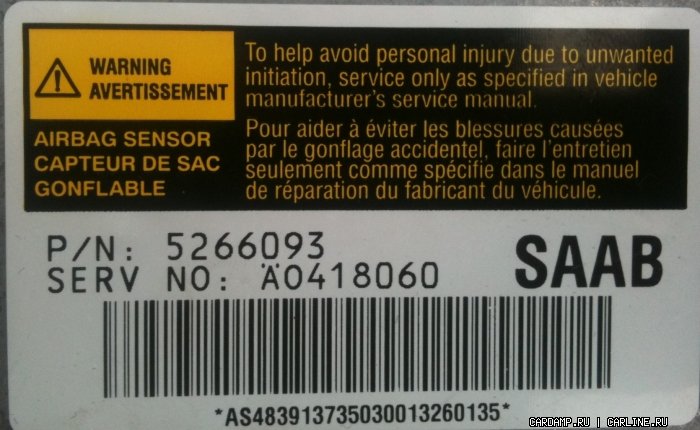 WARNING
AVERTISSEMENT
AIRBAG SENSOR
CAPTEUR DE SAC
GONFLABLE
To help avoid personal injury due to unwanted
initiation, service only as specified in vehicle
manufacturer's service manual.
Pour aider à éviter les blessures causées
par le gonflage accidentel, faire l'entretien
seulement comme spécifie dans le manuel
de réparation du fabricant du véhicule.
P/N: 5266093
SERV NO: Ä0418060
SAAB
*AS483913735030013260135*
CARDAMP.RU | CARLINE.RU